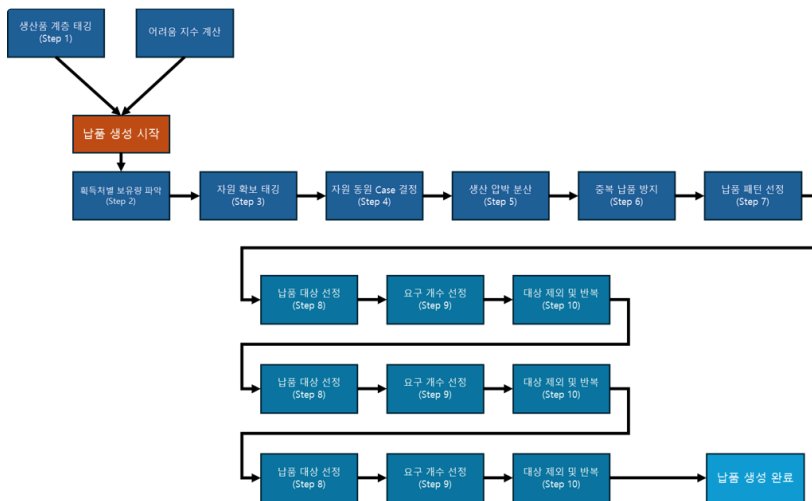 생산품 계층 태깅
(Step 1)
어려움 지수 계산
납품 생성 시작
획득처별 보유량 파악
(Step 2)
자원 확보 태깅
(Step 3)
자원 동원 Case 결정
(Step 4)
생산 압박 분산
(Step 5)
중복 납품 방지
(Step 6)
납품 패턴 선정
(Step 7)
납품 대상 선정
(Step 8)
요구 개수 선정
(Step 9)
대상 제외 및 반복
(Step 10)
납품 대상 선정
(Step 8)
요구 개수 선정
(Step 9)
대상 제외 및 반복
(Step 10)
납품 대상 선정
(Step 8)
요구 개수 선정
(Step 9)
대상 제외 및 반복
(Step 10)
납품 생성 완료